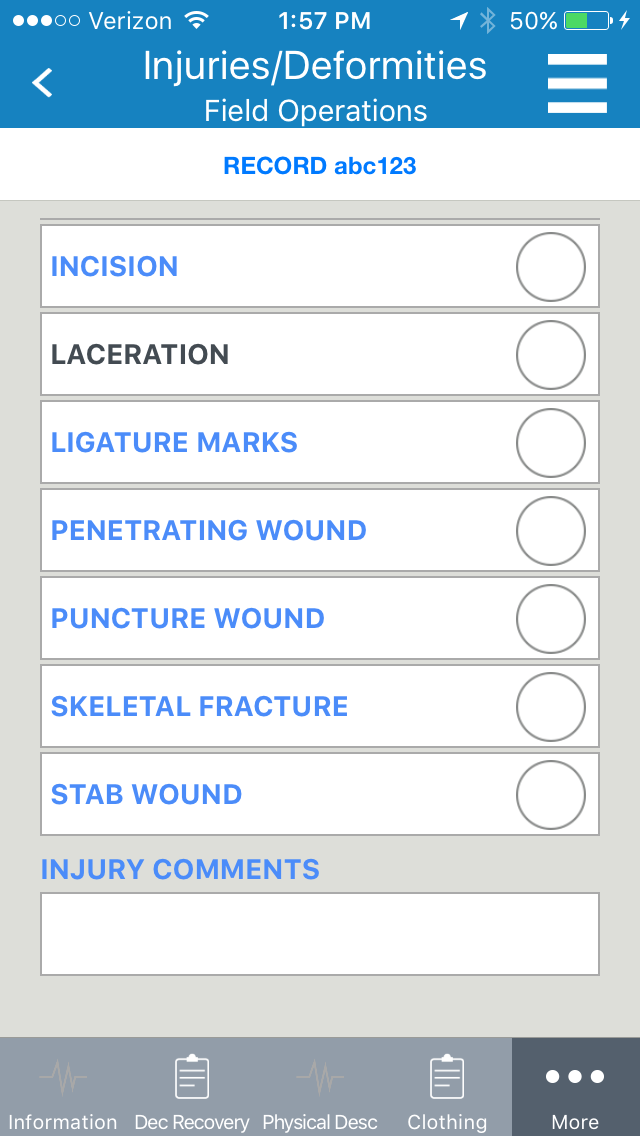 Verizon 1:57 PM 50%
Injuries/Deformities
Field Operations
RECORD abc123
INCISION
LACERATION
LIGATURE MARKS
PENETRATING WOUND
PUNCTURE WOUND
SKELETAL FRACTURE
STAB WOUND
INJURY COMMENTS
Information Dec Recovery Physical Desc Clothing More